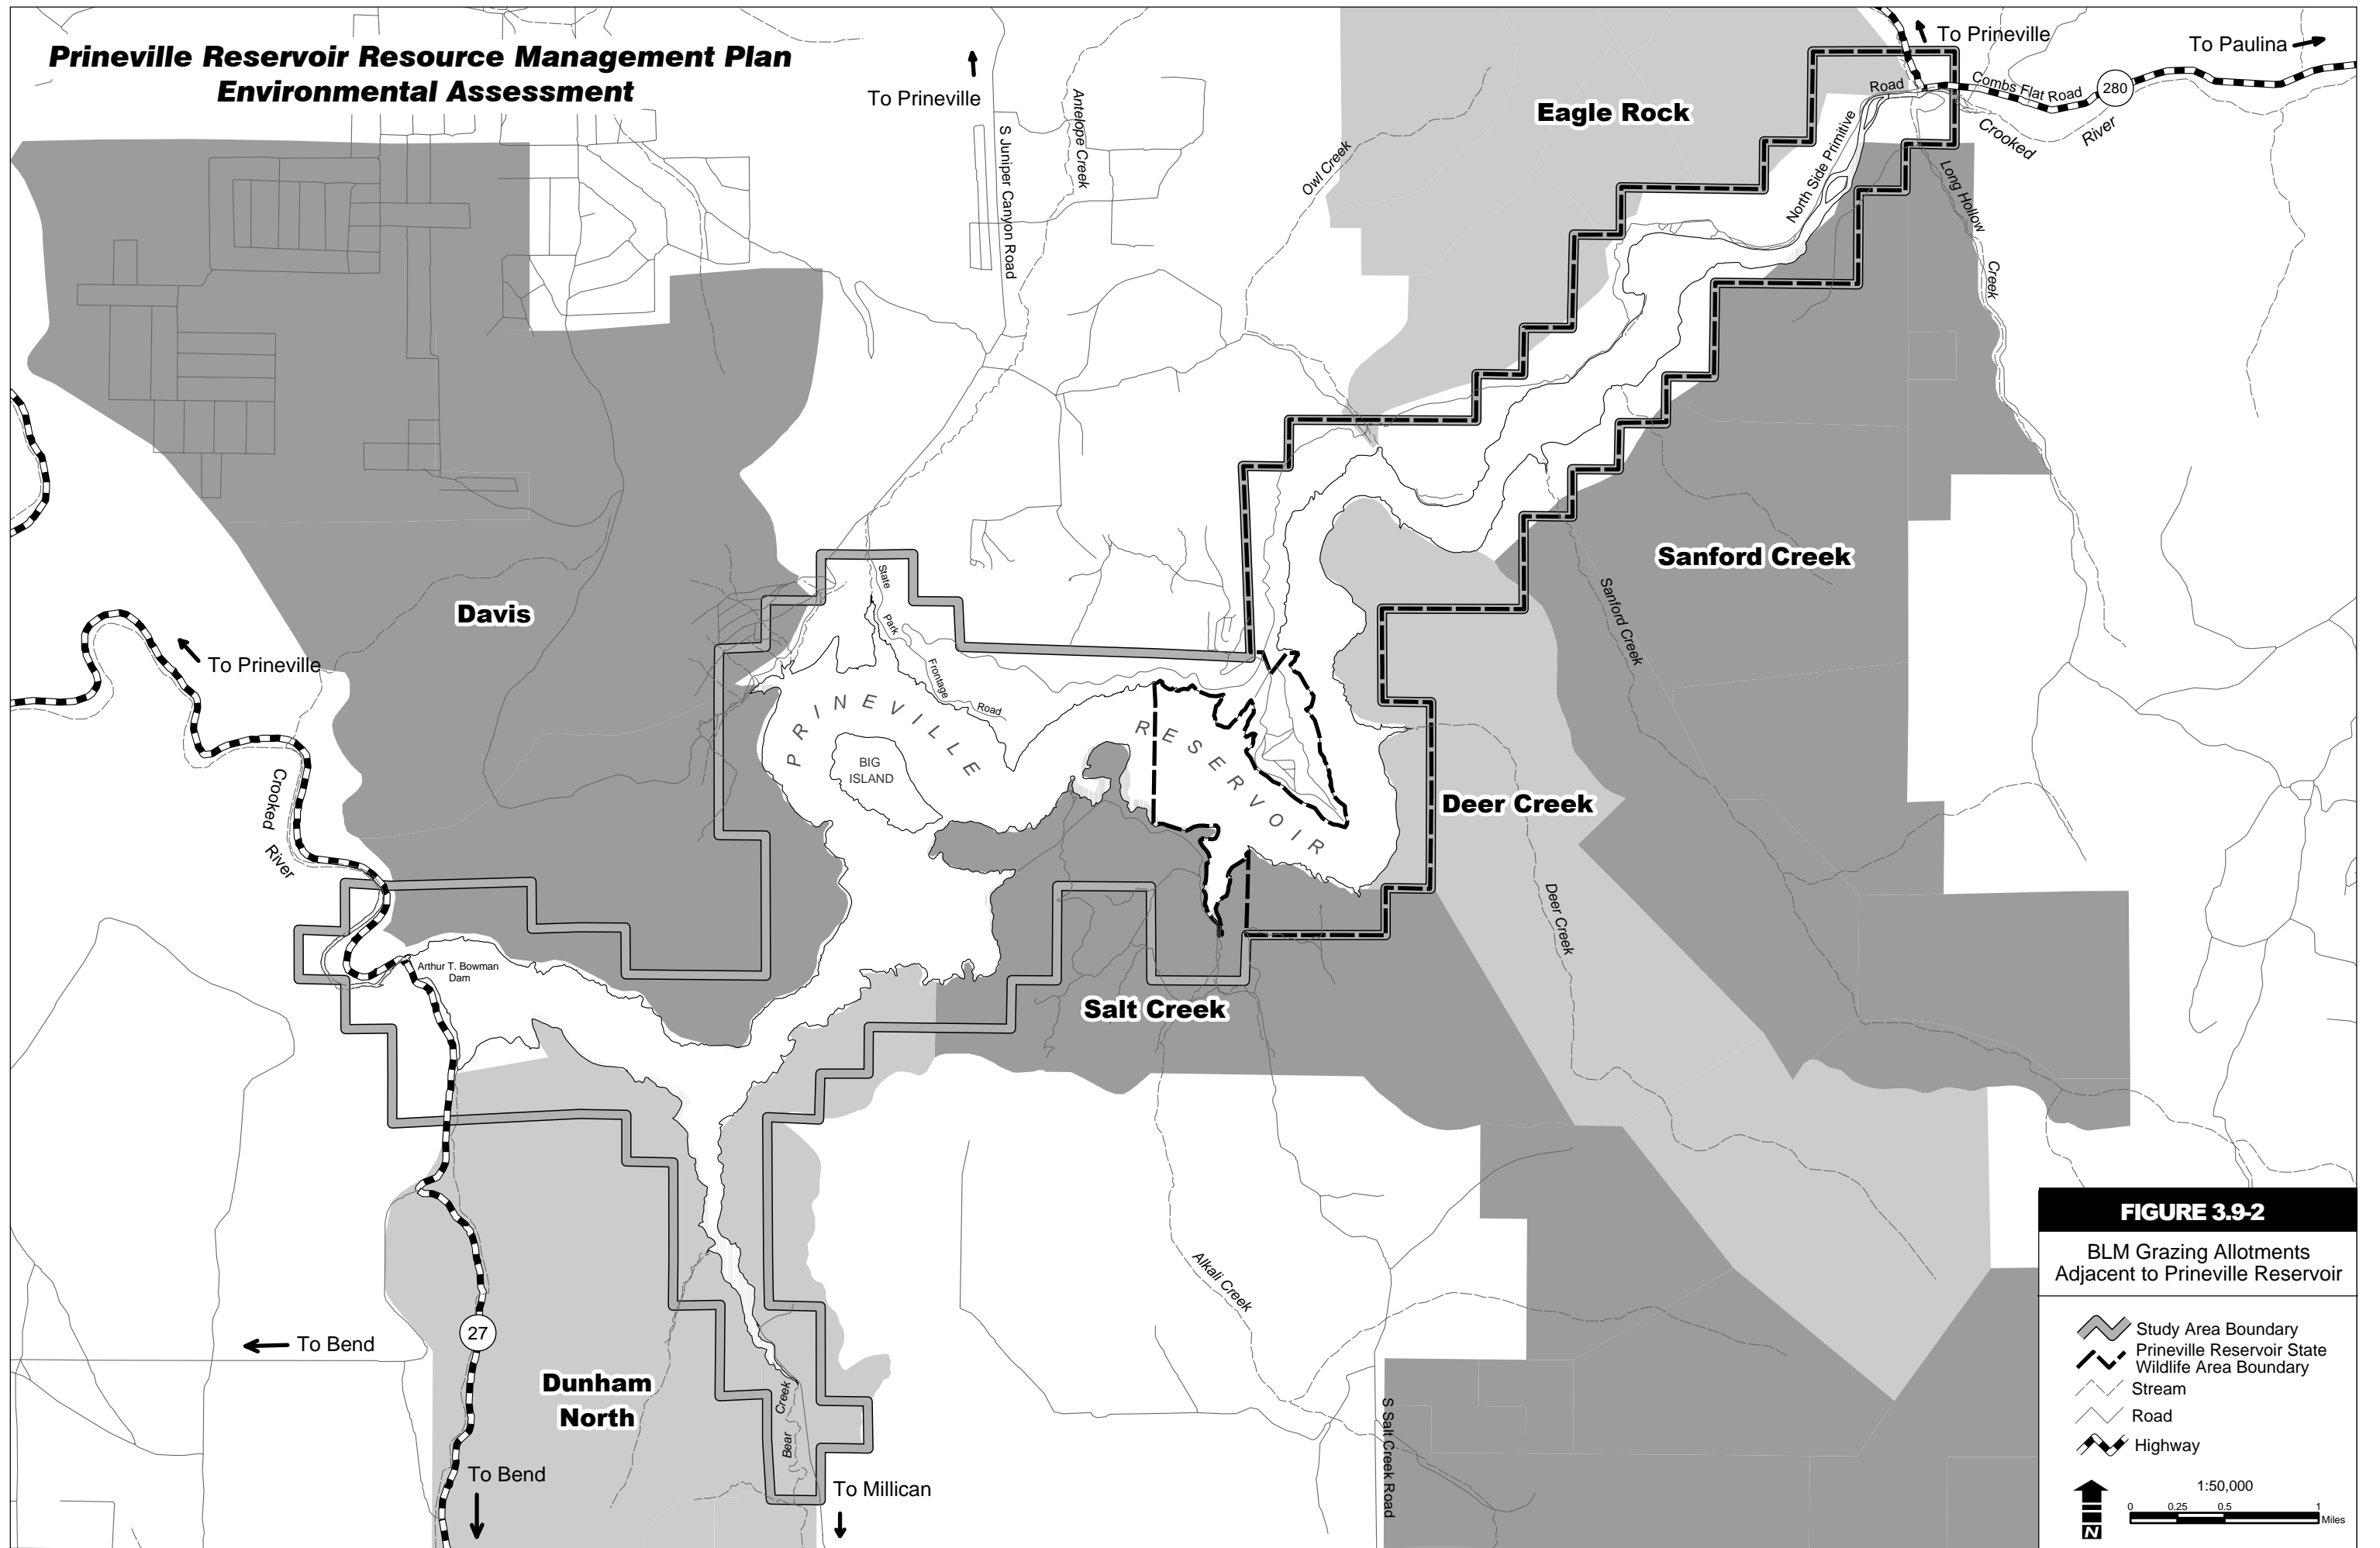 Prineville Reservoir Resource Management Plan
Environmental Assessment
To Prineville
To Prineville
To Paulina
Combs Flat Road
280
Road
North Side Primitive
Crooked
River
Long Hollow
Creek
Eagle Rock
Owl Creek
Antelope Creek
S Juniper Canyon Road
Sanford Creek
Sanford Creek
Davis
To Prineville
State
Park
Frontage
Road
PRINEVILLE
RESERVOIR
BIG
ISLAND
Deer Creek
Deer Creek
Crooked
River
Arthur T. Bowman
Dam
Salt Creek
Alkali Creek
S Salt Creek Road
To Bend
27
Dunham
North
To Bend
Bear
Creek
To Millican
FIGURE 3.9-2
BLM Grazing Allotments
Adjacent to Prineville Reservoir
Study Area Boundary
Prineville Reservoir State
Wildlife Area Boundary
Stream
Road
Highway
N
1:50,000
0 0.25 0.5 1
Miles